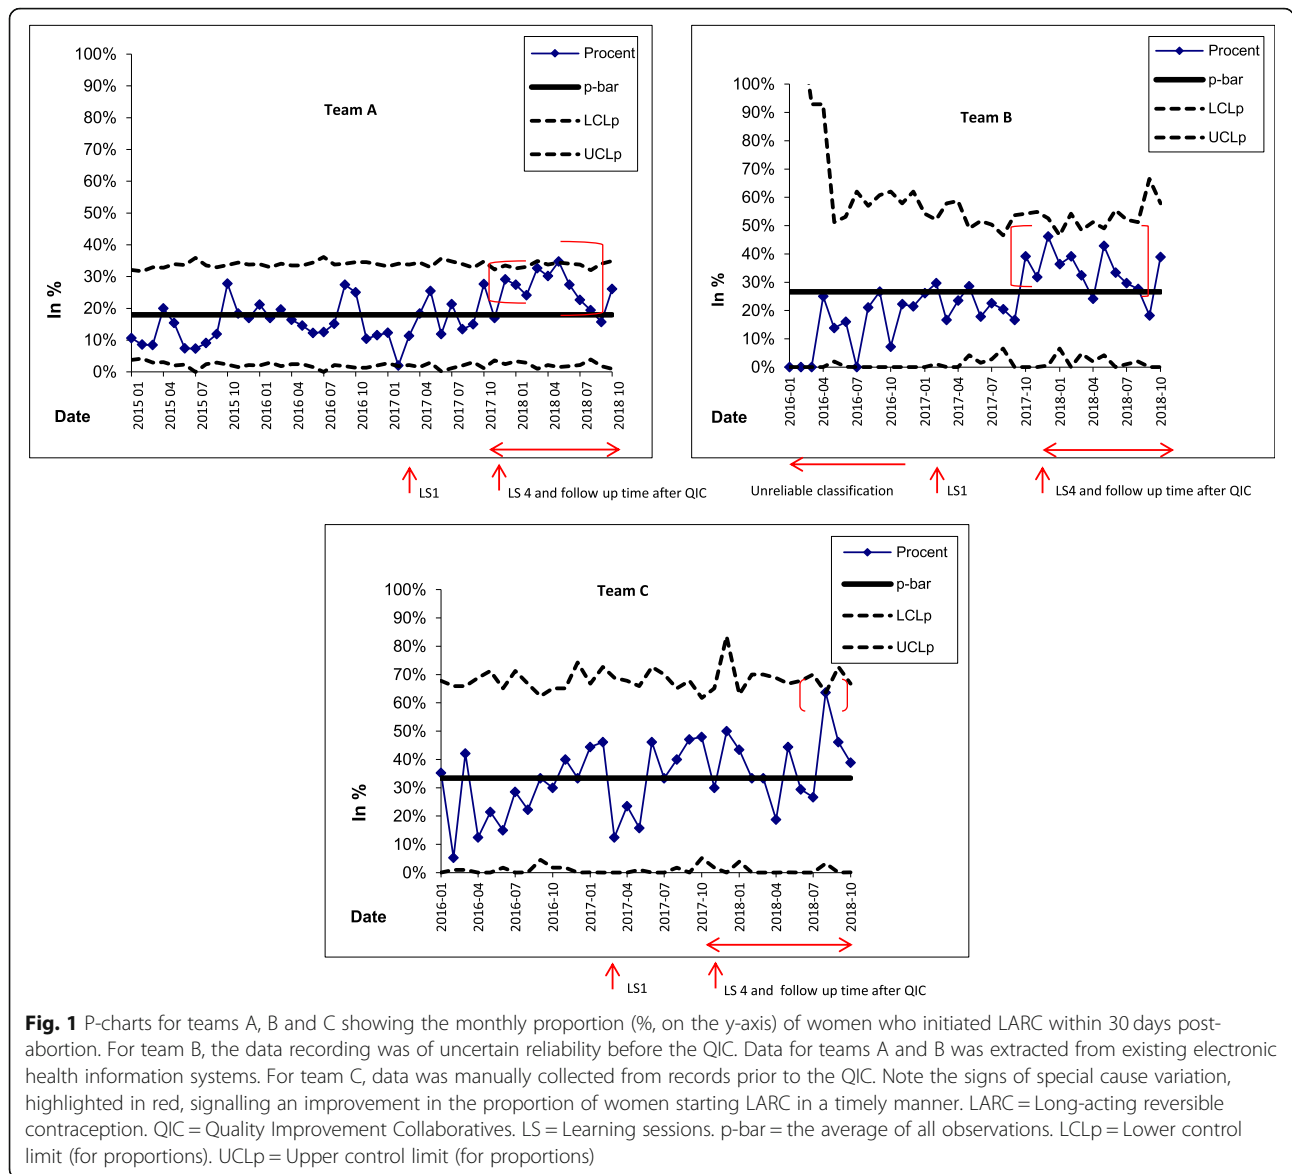 100%
90%
80%
70%
60%
50%
40%
30%
20%
10%
0%
In %
Team A
Procent
p-bar
LCLp
UCLp
2015 01
2015 04
2015 07
2015 10
2016 01
2016 04
2016 07
2016 10
2017 01
2017 04
2017 07
2017 10
2018 01
2018 04
2018 07
2018 10
Date
LS1
LS 4 and follow up time after QIC
100%
90%
80%
70%
60%
50%
40%
30%
20%
10%
0%
In %
Team B
Procent
p-bar
LCLp
UCLp
2016-01
2016-04
2016-07
2016-10
2017-01
2017-04
2017-07
2017-10
2018-01
2018-04
2018-07
2018-10
Date
Unreliable classification
LS1
LS4 and follow up time after QIC
100%
90%
80%
70%
60%
50%
40%
30%
20%
10%
0%
In %
Team C
Procent
p-bar
LCLp
UCLp
2016-01
2016-04
2016-07
2016-10
2017-01
2017-04
2017-07
2017-10
2018-01
2018-04
2018-07
2018-10
Date
LS1
LS 4 and follow up time after QIC
Fig. 1 P-charts for teams A, B and C showing the monthly proportion (%, on the y-axis) of women who initiated LARC within 30 days post-
abortion. For team B, the data recording was of uncertain reliability before the QIC. Data for teams A and B was extracted from existing electronic
health information systems. For team C, data was manually collected from records prior to the QIC. Note the signs of special cause variation,
highlighted in red, signalling an improvement in the proportion of women starting LARC in a timely manner. LARC = Long-acting reversible
contraception. QIC = Quality Improvement Collaboratives. LS = Learning sessions. p-bar = the average of all observations. LCLp = Lower control
limit (for proportions). UCLp = Upper control limit (for proportions)